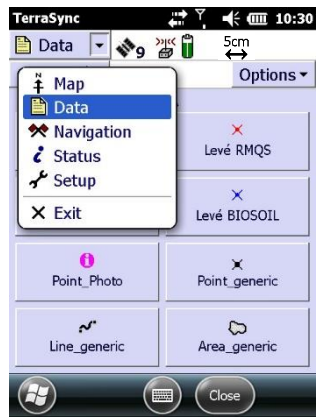 TerraSync 10:30
Data 9 5cm
Options
Map
Data
Navigation
Status
Setup
Exit
Levé RMQS
Levé BIOSOIL
Point_Photo Point_generic
Line_generic Area_generic
Close